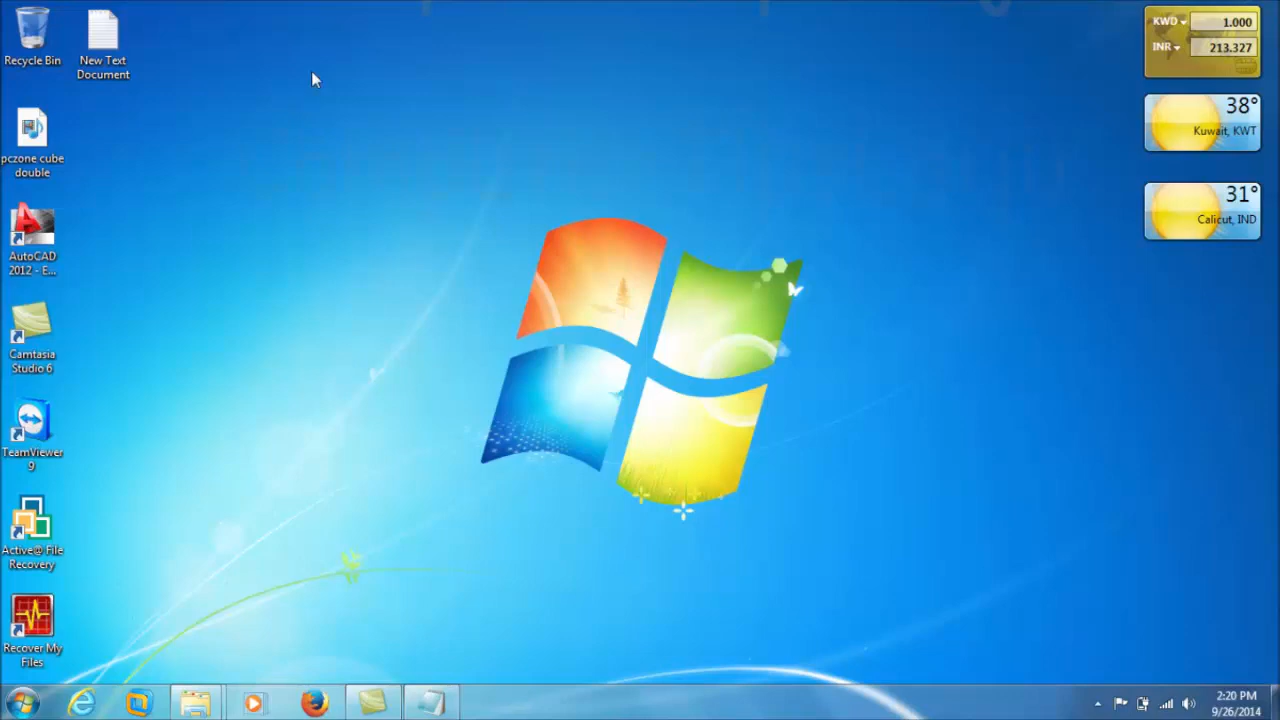 Recycle Bin
New Text
Document
pczone cube
double
AutoCAD
2012 - E...
Camtasia
Studio 6
TeamViewer
9
Active@ File
Recovery
Recover My
Files
KWD 1.000
INR 213.327
38°
Kuwait, KWT
31°
Calicut, IND
2:20 PM
9/26/2014